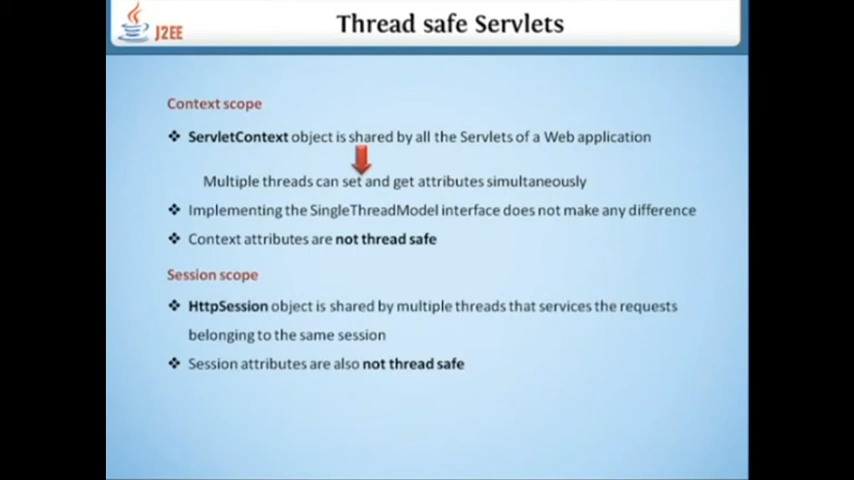 J2EE
Thread safe Servlets
Context scope
❖ ServletContext object is shared by all the Servlets of a Web application
Multiple threads can set and get attributes simultaneously
❖ Implementing the SingleThreadModel interface does not make any difference
❖ Context attributes are not thread safe
Session scope
❖ HttpSession object is shared by multiple threads that services the requests
belonging to the same session
❖ Session attributes are also not thread safe